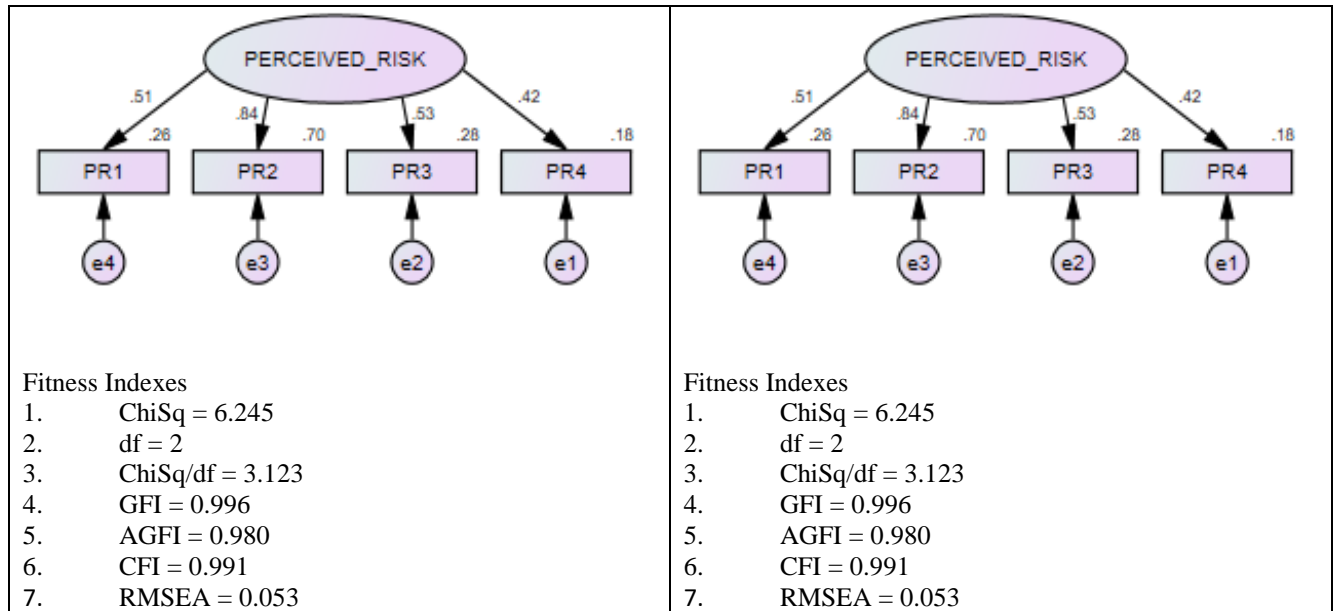 PERCEIVED_RISK
.51
.84
.53
.42
.26
.70
.28
.18
PR1
PR2
PR3
PR4
e4
e3
e2
e1
Fitness Indexes
1. ChiSq = 6.245
2. df = 2
3. ChiSq/df = 3.123
4. GFI = 0.996
5. AGFI = 0.980
6. CFI = 0.991
7. RMSEA = 0.053
PERCEIVED_RISK
.51
.84
.53
.42
.26
.70
.28
.18
PR1
PR2
PR3
PR4
e4
e3
e2
e1
Fitness Indexes
1. ChiSq = 6.245
2. df = 2
3. ChiSq/df = 3.123
4. GFI = 0.996
5. AGFI = 0.980
6. CFI = 0.991
7. RMSEA = 0.053